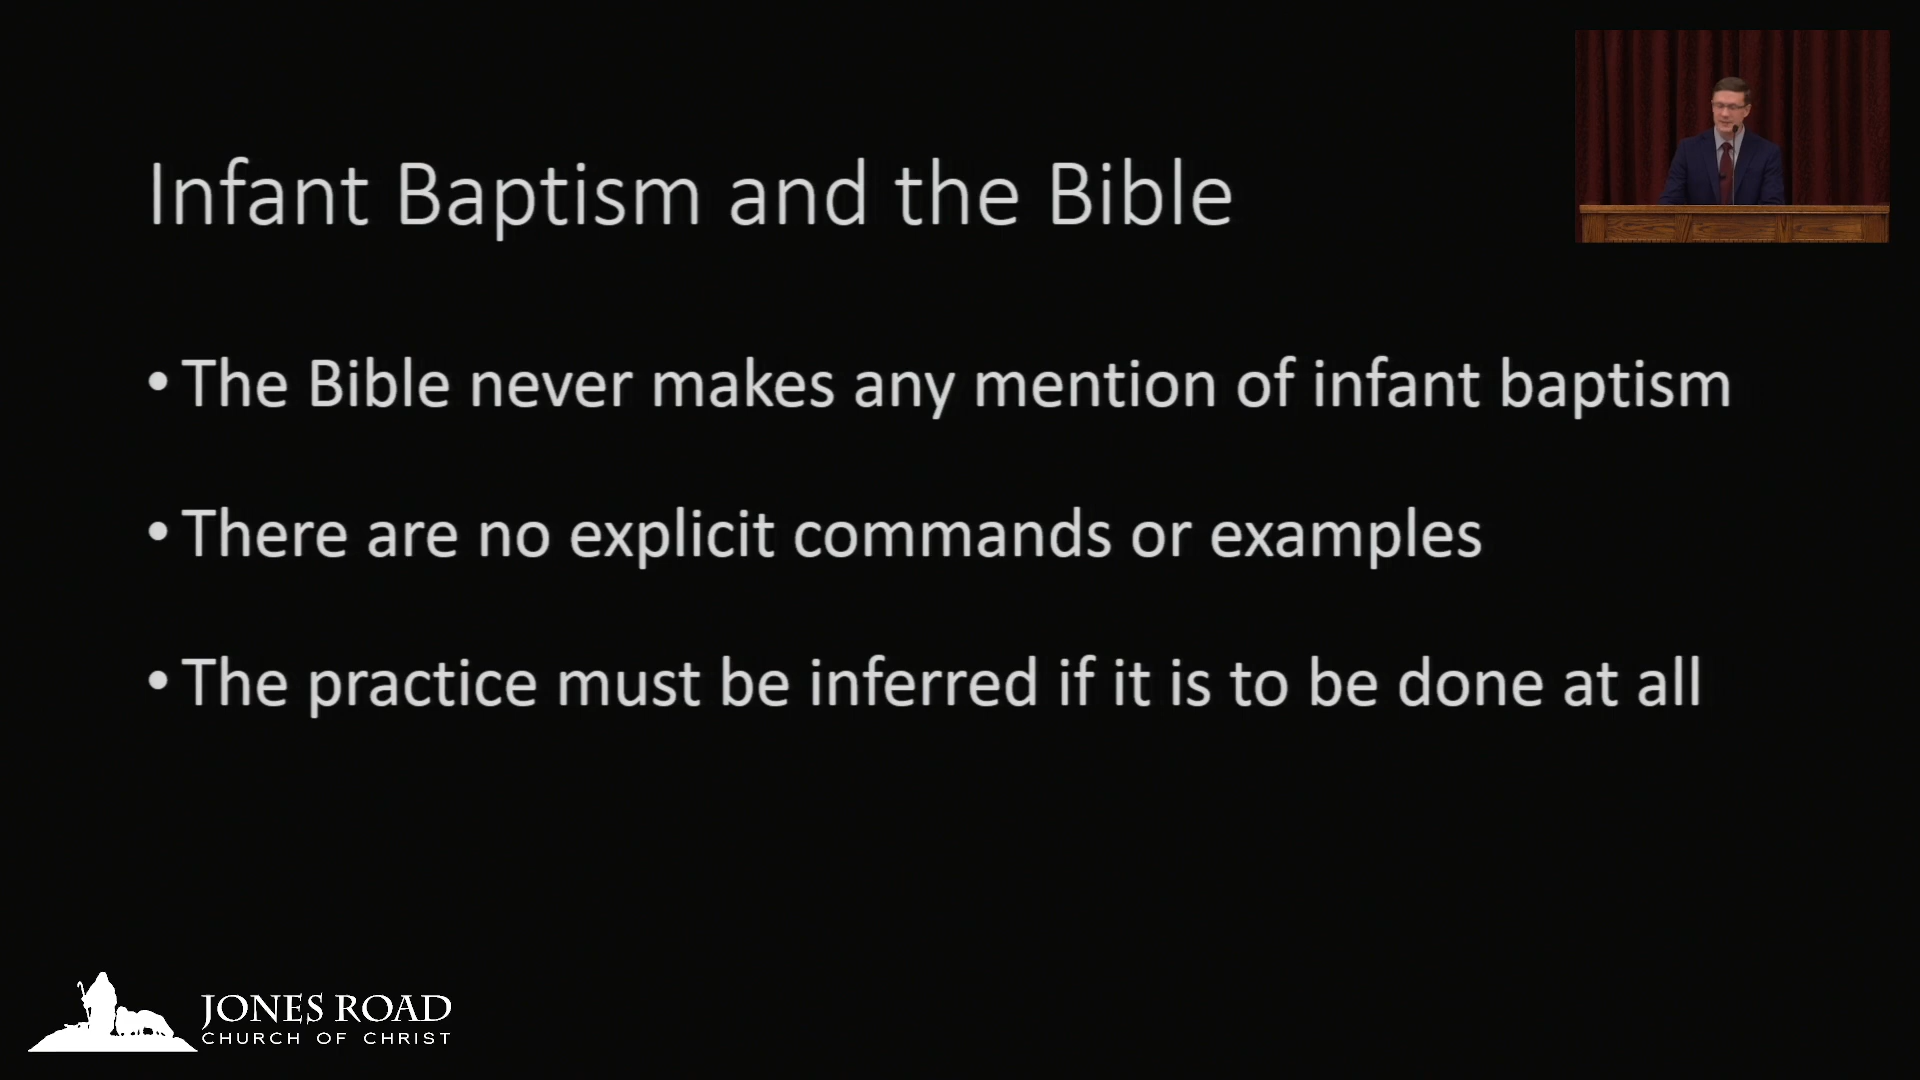 Infant Baptism and the Bible
• The Bible never makes any mention of infant baptism
• There are no explicit commands or examples
• The practice must be inferred if it is to be done at all
JONES ROAD
CHURCH OF CHRIST